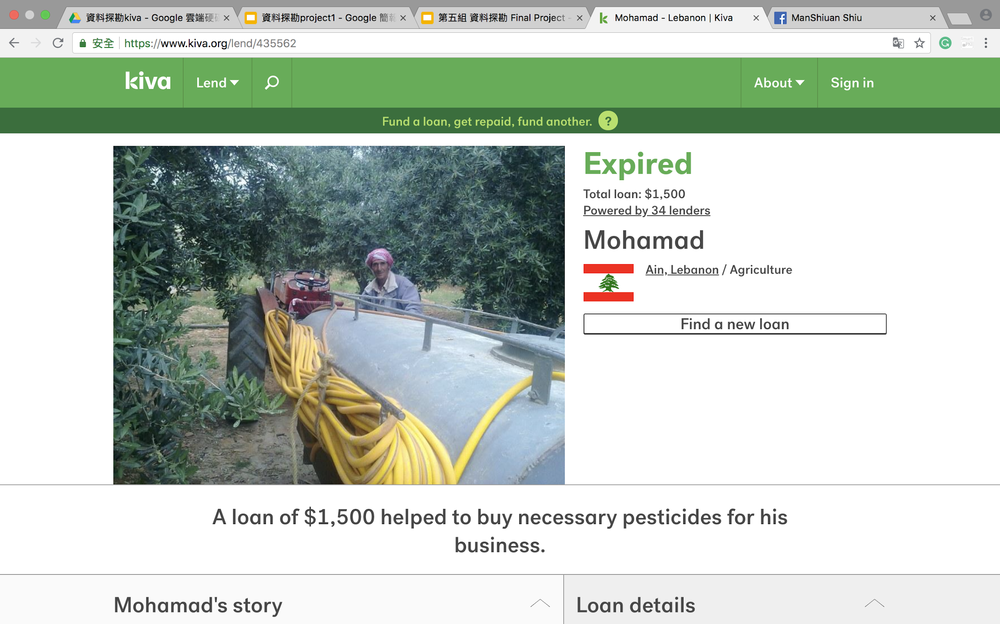 資料探勘kiva - Google 雲端硬
資料探勘project1 - Google 簡報
第五組 資料探勘 Final Project -
Mohamad - Lebanon | Kiva
ManShiuan Shiu
安全
https://www.kiva.org/lend/435562
Smart
PKI
kiva
Lend
About
Sign in
Fund a loan, get repaid, fund another. ?
Expired
Total loan: $1,500
Powered by 34 lenders
Mohamad
Ain, Lebanon / Agriculture
Find a new loan
A loan of $1,500 helped to buy necessary pesticides for his
business.
Mohamad's story
Loan details